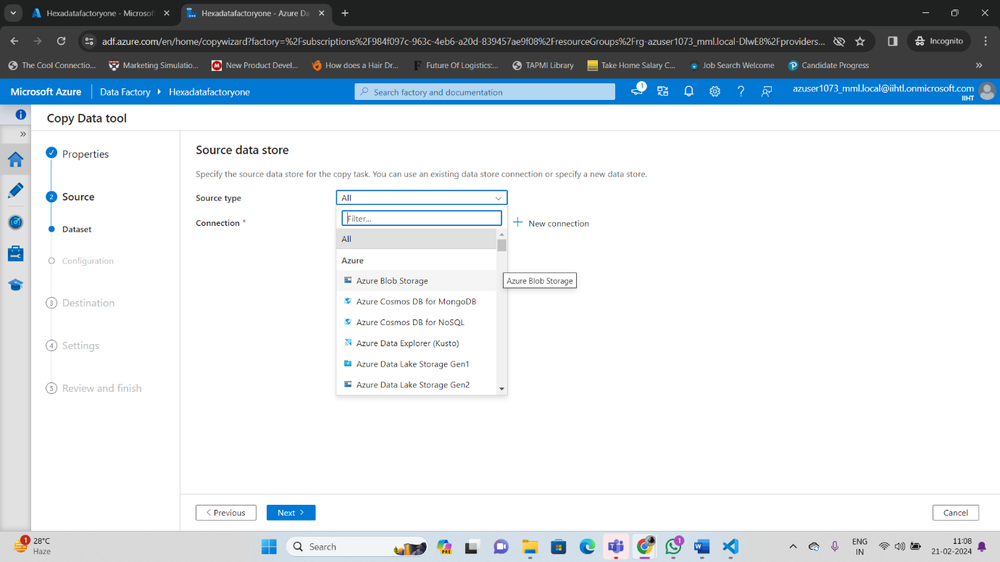 Hexadatafactoryone - Microsof
Hexadatafactoryone - Azure Da
adf.azure.com/en/home/copywizard?factory=%2Fsubscriptions%2F984f097c-963c-4eb6-a20d-839457ae9f08%2FresourceGroups%2Frg-azuser1073_mml.local-DlwE8%2Fproviders...
Incognito
The Cool Connectio...
Marketing Simulatio...
New Product Devel...
How does a Hair Dr...
Future Of Logistics:...
TAPMI Library
Take Home Salary C...
Job Search Welcome
Candidate Progress
Microsoft Azure
Data Factory
Hexadatafactoryone
Search factory and documentation
1
azuser1073_mml.local@iihtl.onmicrosoft.com
IIHT
Copy Data tool
Properties
2 Source
Dataset
Configuration
3 Destination
4 Settings
5 Review and finish
Source data store
Specify the source data store for the copy task. You can use an existing data store connection or specify a new data store.
Source type
All
Connection *
Filter...
New connection
All
Azure
Azure Blob Storage
Azure Blob Storage
Azure Cosmos DB for MongoDB
Azure Cosmos DB for NoSQL
Azure Data Explorer (Kusto)
Azure Data Lake Storage Gen1
Azure Data Lake Storage Gen2
Previous
Next
Cancel
1
28°C
Haze
Search
PRE
1
ENG
IN
11:08
21-02-2024